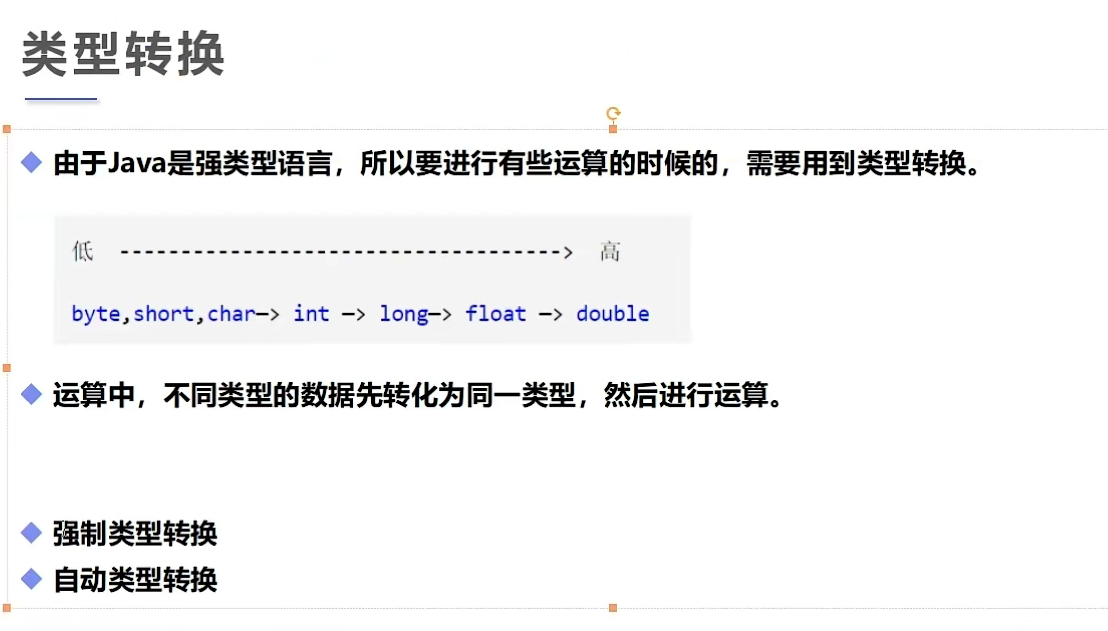 类型转换
由于Java是强类型语言，所以要进行有些运算的时候的，需要用到类型转换。
低 ------------------------------------> 高
byte,short,char—> int —> long—> float —> double
运算中，不同类型的数据先转化为同一类型，然后进行运算。
强制类型转换
自动类型转换